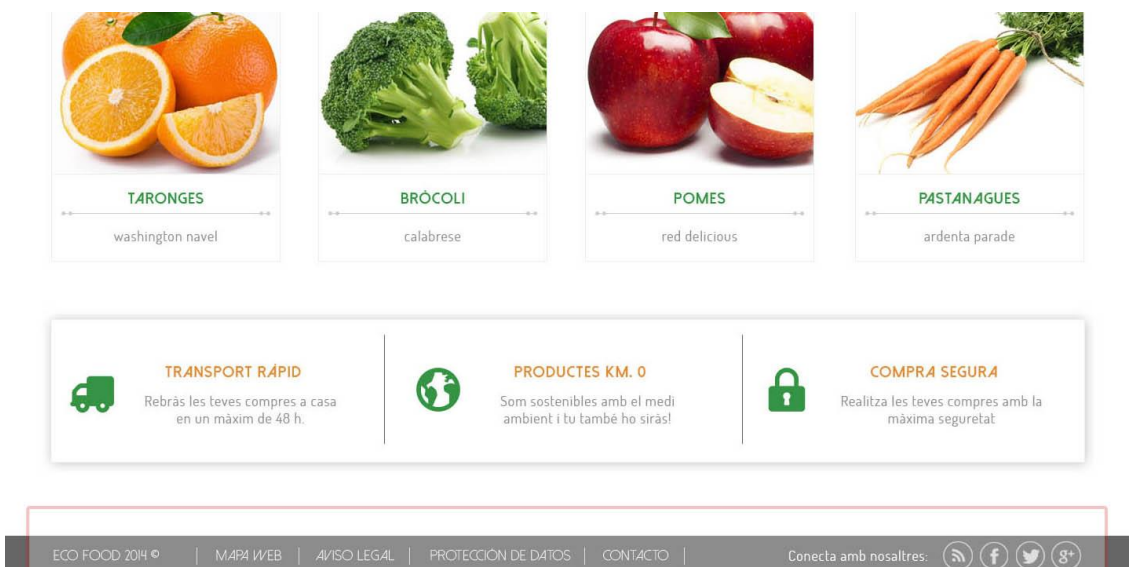 TARONGES
washington navel
BRÒCOLI
calabrese
POMES
red delicious
PASTANAGUES
ardenta parade
TRANSPORT RÀPID
Rebràs les teves compres a casa
en un màxim de 48 h.
PRODUCTES KM. 0
Som sostenibles amb el medi
ambient i tu també ho siràs!
COMPRA SEGURA
Realitza les teves compres amb la
màxima seguretat
ECO FOOD 2014 © | MAPA WEB | AVISO LEGAL | PROTECCIÓN DE DATOS | CONTACTO | Conecta amb nosaltres: f g+